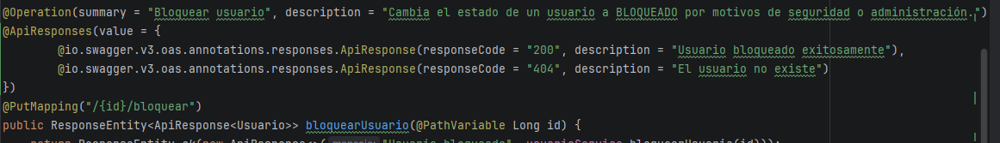 @Operation(summary = "Bloquear usuario", description = "Cambia el estado de un usuario a BLOQUEADO por motivos de seguridad o administración.")
@ApiResponses(value = {
@io.swagger.v3.oas.annotations.responses.ApiResponse(responseCode = "200", description = "Usuario bloqueado exitosamente"),
@io.swagger.v3.oas.annotations.responses.ApiResponse(responseCode = "404", description = "El usuario no existe")
})
@PutMapping("/{id}/bloquear")
public ResponseEntity<ApiResponse<Usuario>> bloquearUsuario(@PathVariable Long id) {
return ResponseEntity.ok(new ApiResponse<>( "Usuario bloqueado", usuarioService.bloquearUsuario(id)));